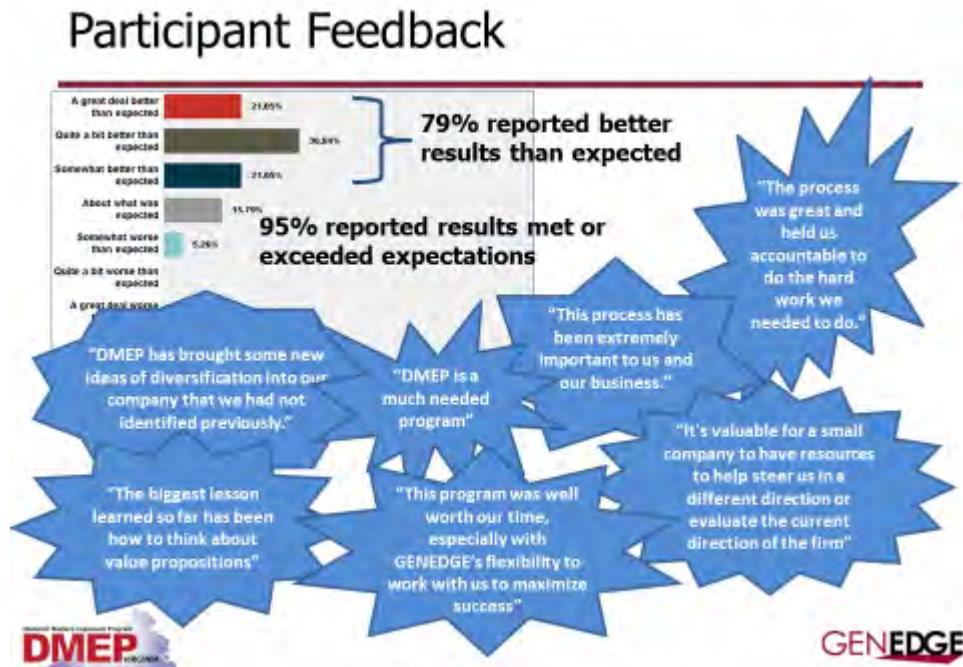 Participant Feedback
A great deal better
than expected
21.05%
Quite a bit better than
expected
36.84%
Somewhat better than
expected
21.05%
About what was
expected
15.79%
Somewhat worse
than expected
5.26%
Quite a bit worse than
expected
A great deal worse
79% reported better
results than expected
95% reported results met or
exceeded expectations
"The process
was great and
held us
accountable to
do the hard
work we
needed to do."
"This process has
been extremely
important to us and
our business."
"DMEP has brought some new
ideas of diversification into our
company that we had not
identified previously."
"DMEP is a
much needed
program"
"It's valuable for a small
company to have resources
to help steer us in a
different direction or
evaluate the current
direction of the firm"
"The biggest lesson
learned so far has been
how to think about
value propositions"
"This program was well
worth our time,
especially with
GENEDGE's flexibility to
work with us to maximize
success"
DMEP
VIRGINIA
GENEDGE